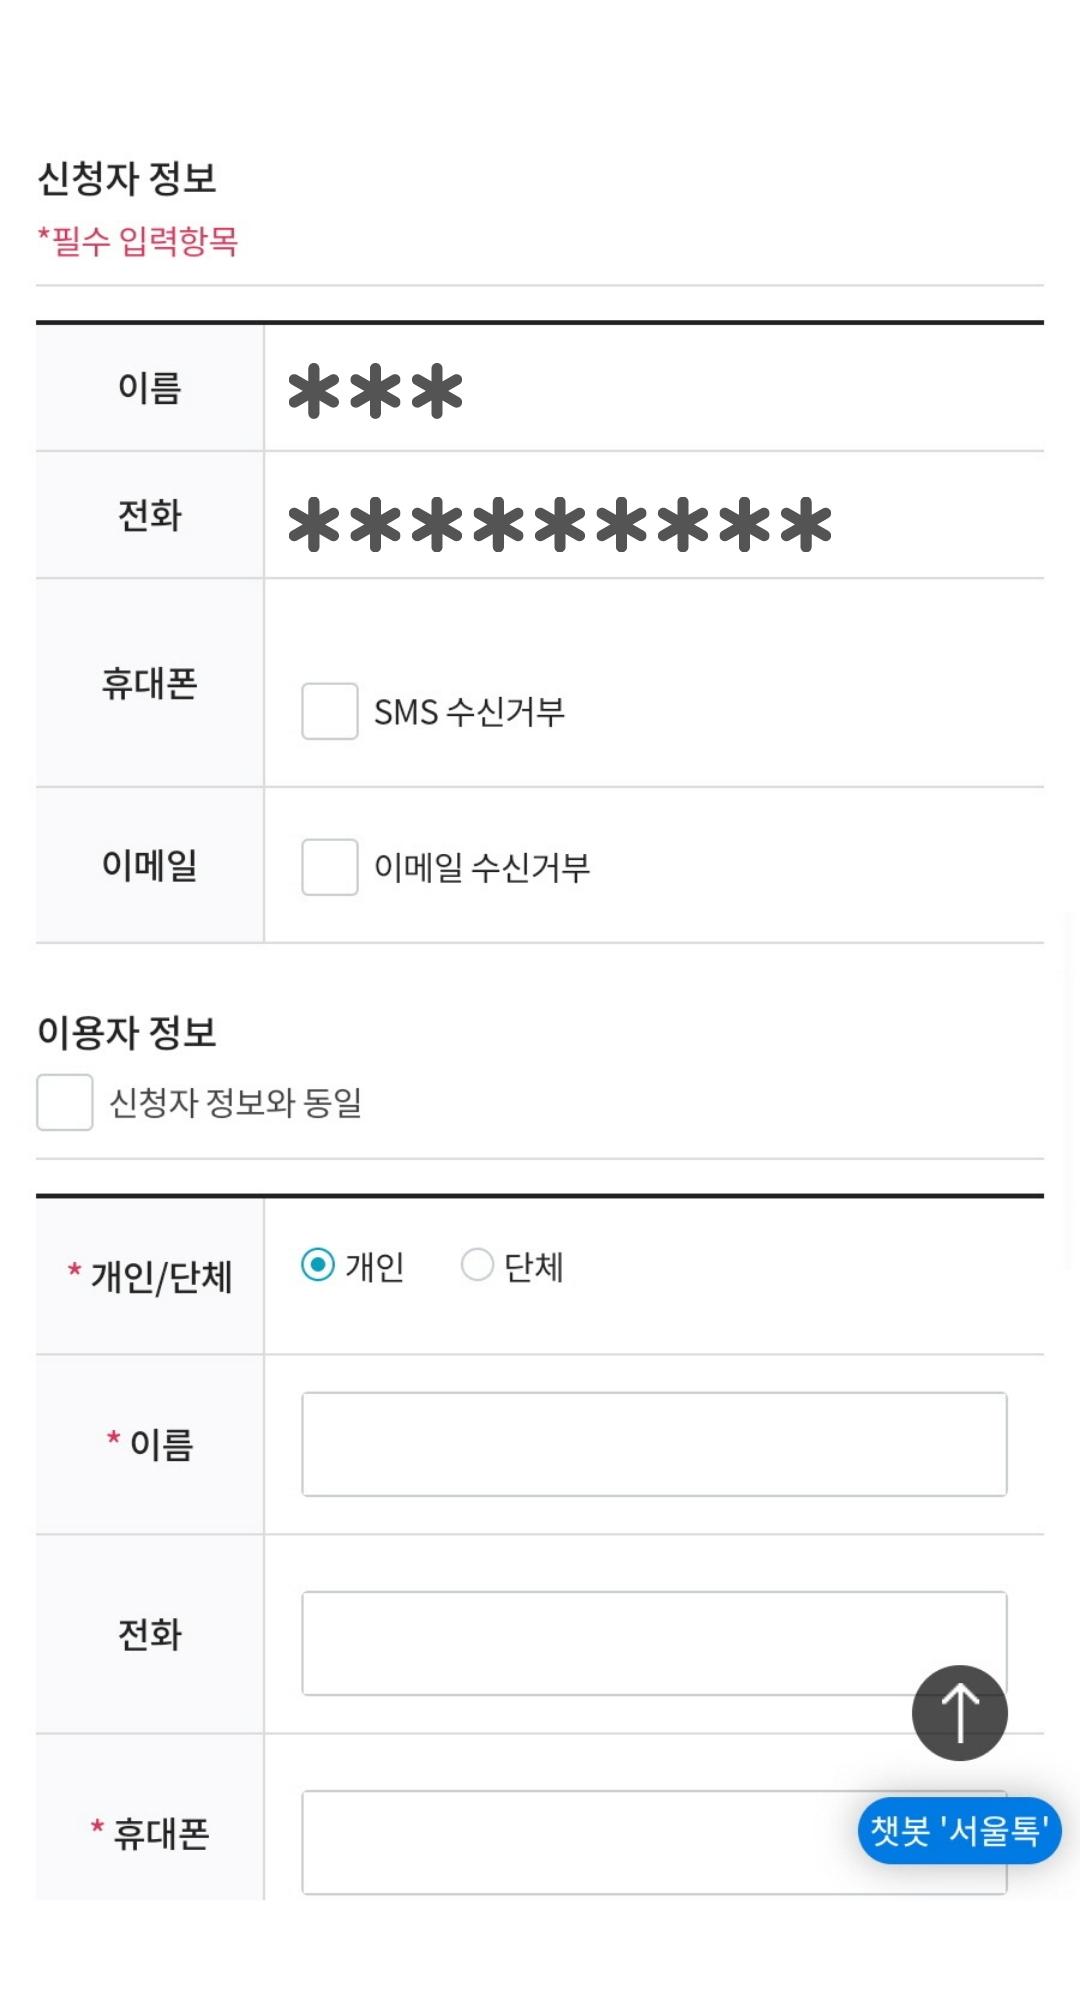 신청자 정보
*필수 입력항목
이름 ***
전화 *********
휴대폰
SMS 수신거부
이메일 이메일 수신거부
이용자 정보
신청자 정보와 동일
* 개인/단체 개인 단체
* 이름
전화
* 휴대폰
챗봇 '서울톡'